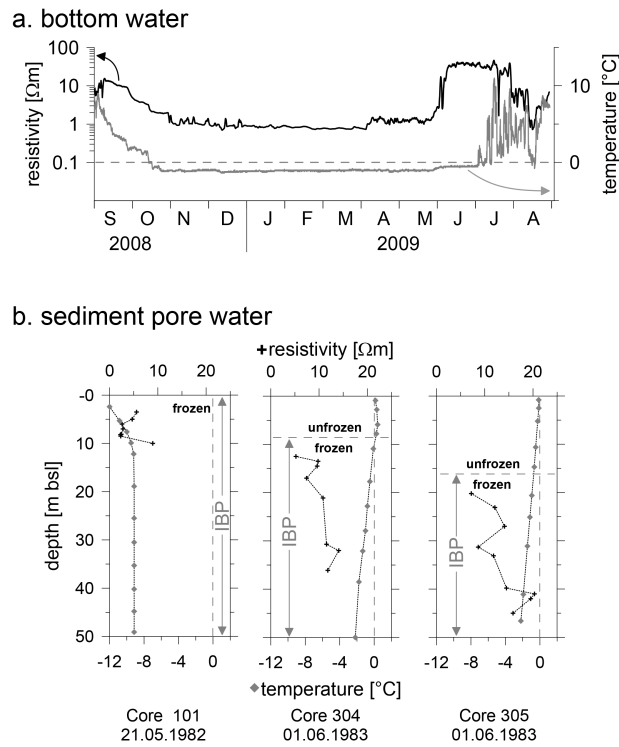 a. bottom water
resistivity [Ωm]
100
10
1
0.1
10
0
temperature [°C]
S O N D J F M A M J J A
2008 2009
b. sediment pore water
+resistivity [Ωm]
0 10 20 0 10 20 0 10 20
depth [m bsl]
-0
10
20
30
40
50
frozen
IBP
unfrozen
frozen
IBP
unfrozen
frozen
IBP
-12 -8 -4 0 -12 -8 -4 0 -12 -8 -4 0
temperature [°C]
Core 101 Core 304 Core 305
21.05.1982 01.06.1983 01.06.1983